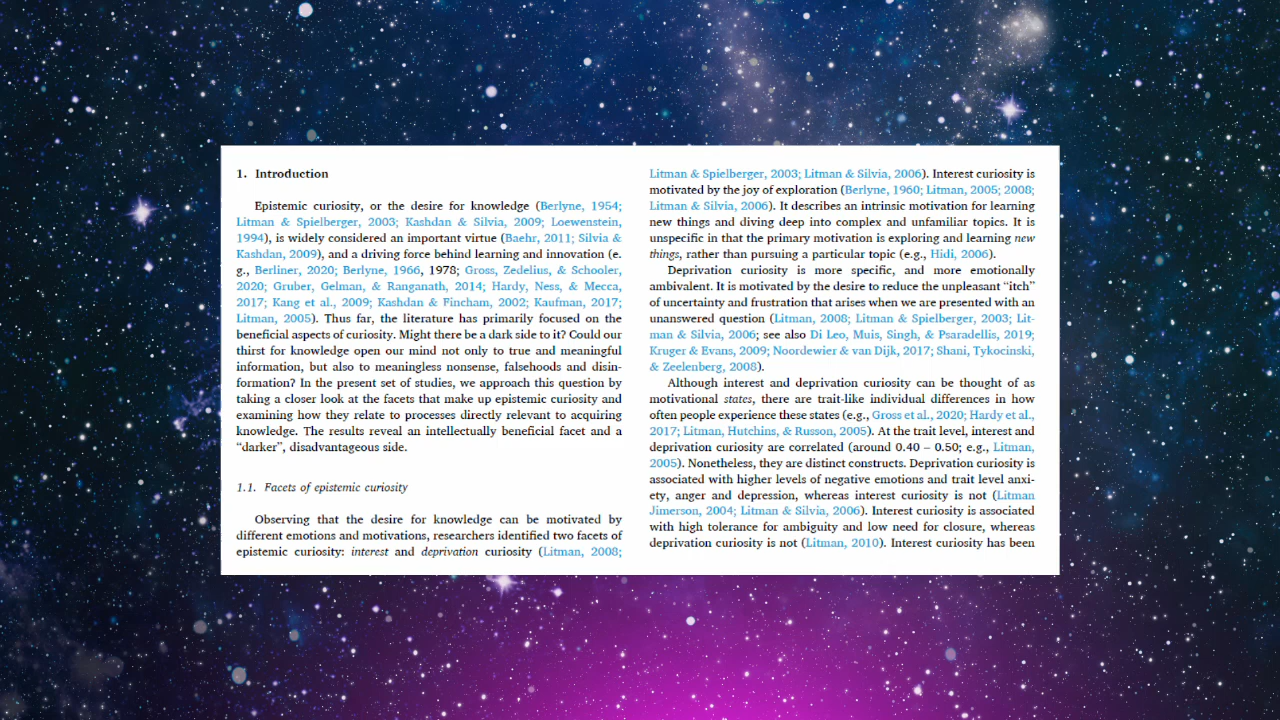 1. Introduction
Epistemic curiosity, or the desire for knowledge (Berlyne, 1954;
Litman & Spielberger, 2003; Kashdan & Silvia, 2009; Loewenstein,
1994), is widely considered an important virtue (Baehr, 2011; Silvia &
Kashdan, 2009), and a driving force behind learning and innovation (e.
g., Berliner, 2020; Berlyne, 1966, 1978; Gross, Zedelius, & Schooler,
2020; Gruber, Gelman, & Ranganath, 2014; Hardy, Ness, & Mecca,
2017; Kang et al., 2009; Kashdan & Fincham, 2002; Kaufman, 2017;
Litman, 2005). Thus far, the literature has primarily focused on the
beneficial aspects of curiosity. Might there be a dark side to it? Could our
thirst for knowledge open our mind not only to true and meaningful
information, but also to meaningless nonsense, falsehoods and disin-
formation? In the present set of studies, we approach this question by
taking a closer look at the facets that make up epistemic curiosity and
examining how they relate to processes directly relevant to acquiring
knowledge. The results reveal an intellectually beneficial facet and a
“darker”, disadvantageous side.
1.1. Facets of epistemic curiosity
Observing that the desire for knowledge can be motivated by
different emotions and motivations, researchers identified two facets of
epistemic curiosity: interest and deprivation curiosity (Litman, 2008;
Litman & Spielberger, 2003; Litman & Silvia, 2006). Interest curiosity is
motivated by the joy of exploration (Berlyne, 1960; Litman, 2005; 2008;
Litman & Silvia, 2006). It describes an intrinsic motivation for learning
new things and diving deep into complex and unfamiliar topics. It is
unspecific in that the primary motivation is exploring and learning new
things, rather than pursuing a particular topic (e.g., Hidi, 2006).
Deprivation curiosity is more specific, and more emotionally
ambivalent. It is motivated by the desire to reduce the unpleasant “itch”
of uncertainty and frustration that arises when we are presented with an
unanswered question (Litman, 2008; Litman & Spielberger, 2003; Lit-
man & Silvia, 2006; see also Di Leo, Muis, Singh, & Psaradellis, 2019;
Kruger & Evans, 2009; Noordewier & van Dijk, 2017; Shani, Tykocinski,
& Zeelenberg, 2008).
Although interest and deprivation curiosity can be thought of as
motivational states, there are trait-like individual differences in how
often people experience these states (e.g., Gross et al., 2020; Hardy et al.,
2017; Litman, Hutchins, & Russon, 2005). At the trait level, interest and
deprivation curiosity are correlated (around 0.40 – 0.50; e.g., Litman,
2005). Nonetheless, they are distinct constructs. Deprivation curiosity is
associated with higher levels of negative emotions and trait level anxi-
ety, anger and depression, whereas interest curiosity is not (Litman
Jimerson, 2004; Litman & Silvia, 2006). Interest curiosity is associated
with high tolerance for ambiguity and low need for closure, whereas
deprivation curiosity is not (Litman, 2010). Interest curiosity has been